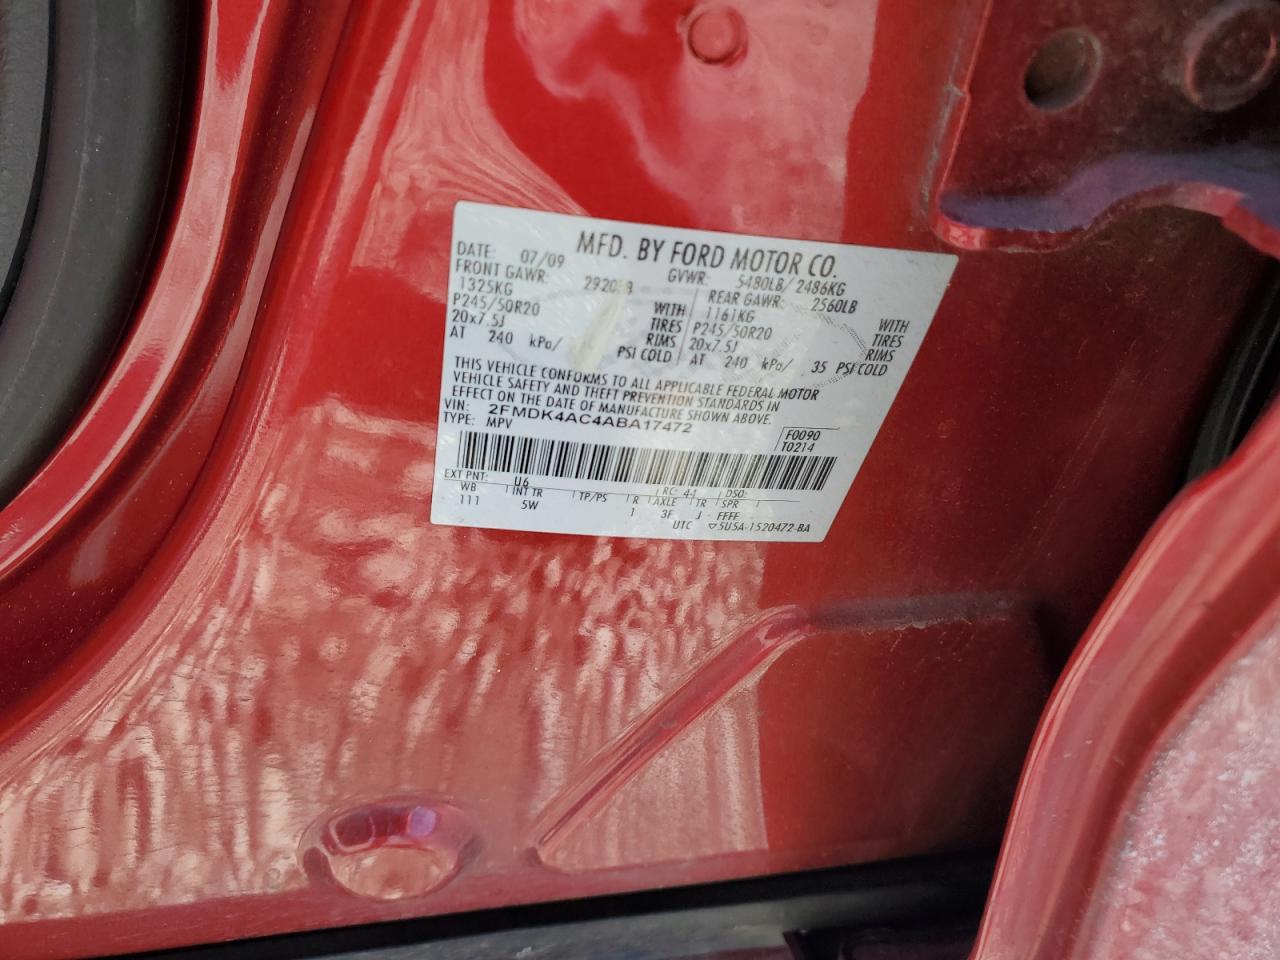 MFD. BY FORD MOTOR CO.
DATE: 07/09 GVWR: 5480LB/ 2486KG
FRONT GAWR: 2920LB REAR GAWR: 2560LB
1325KG WITH 1161KG WITH
P245/50R20 TIRES P245/50R20 TIRES
20x7.5J RIMS 20x7.5J RIMS
AT 240 kPa/ PSI COLD AT 240 kPa/ 35 PSI COLD
THIS VEHICLE CONFORMS TO ALL APPLICABLE FEDERAL MOTOR
VEHICLE SAFETY AND THEFT PREVENTION STANDARDS IN
EFFECT ON THE DATE OF MANUFACTURE SHOWN ABOVE.
VIN: 2FMDK4AC4ABA17472
TYPE: MPV
F0090
T0214
EXT PNT: U6 RC: 44 DSO:
WB INT TR TP/PS R AXLE TR SPR
111 5W 1 3F J FFFF
UTC ▽5U5A-1520472-BA